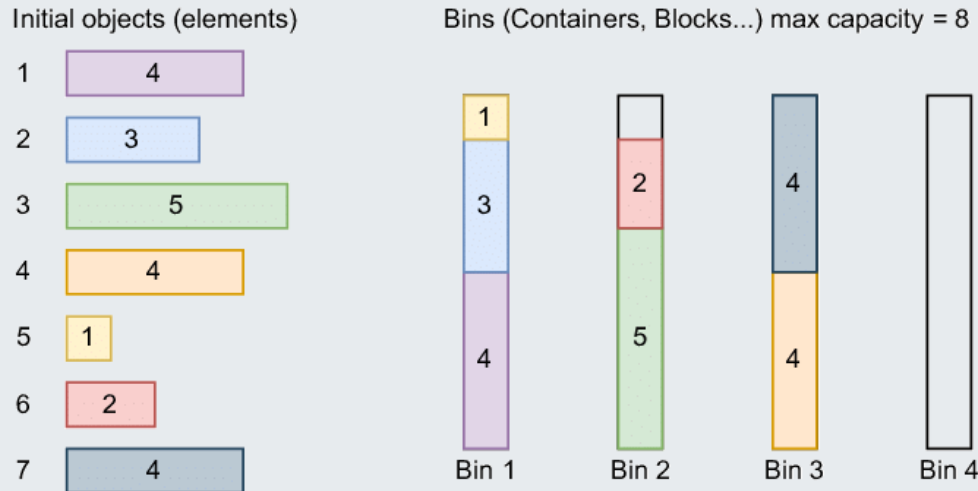 Initial objects (elements)
Bins (Containers, Blocks...) max capacity = 8
1 4
2 3
3 5
4 4
5 1
6 2
7 4
1
3
4
Bin 1
2
5
Bin 2
4
4
Bin 3
Bin 4